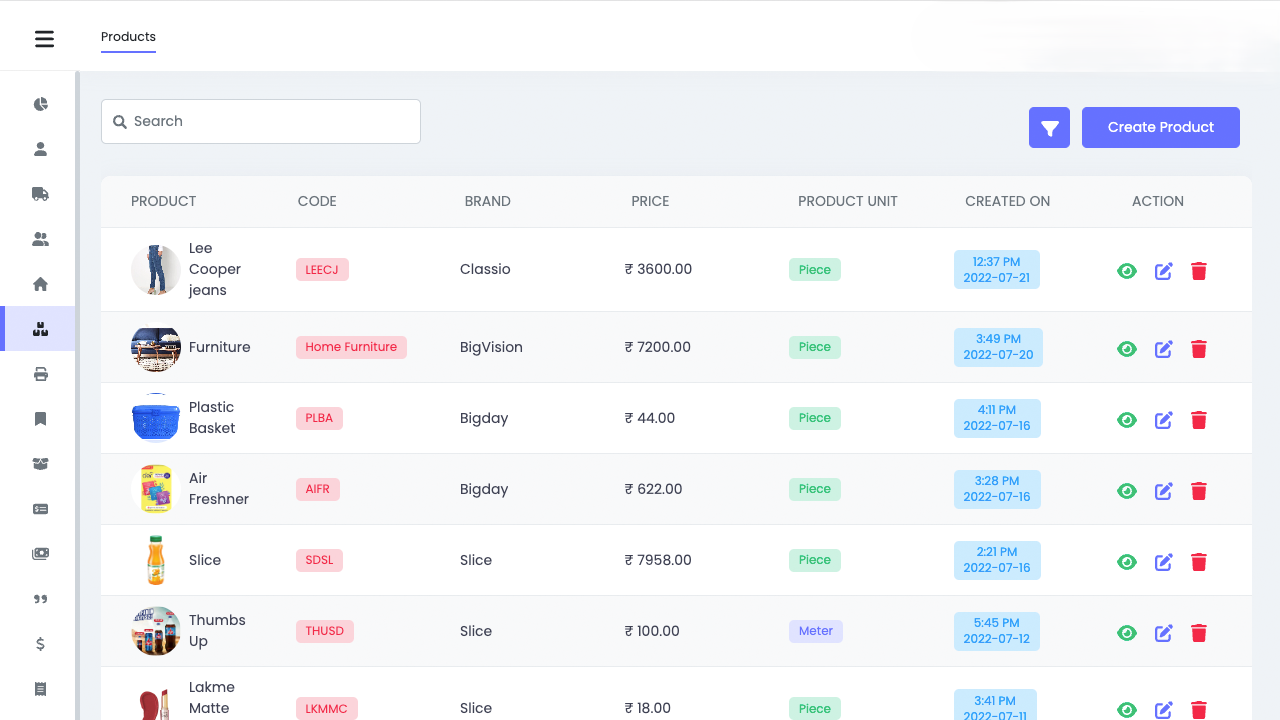 Products
Search
Create Product
PRODUCT CODE BRAND PRICE PRODUCT UNIT CREATED ON ACTION
Lee
Cooper
jeans
LEECJ
Classio
₹ 3600.00
Piece
12:37 PM
2022-07-21
Furniture
Home Furniture
BigVision
₹ 7200.00
Piece
3:49 PM
2022-07-20
Plastic
Basket
PLBA
Bigday
₹ 44.00
Piece
4:11 PM
2022-07-16
Air
Freshner
AIFR
Bigday
₹ 622.00
Piece
3:28 PM
2022-07-16
Slice
SDSL
Slice
₹ 7958.00
Piece
2:21 PM
2022-07-16
Thumbs
Up
THUSD
Slice
₹ 100.00
Meter
5:45 PM
2022-07-12
Lakme
Matte
LKMMC
Slice
₹ 18.00
Piece
3:41 PM
2022-07-11